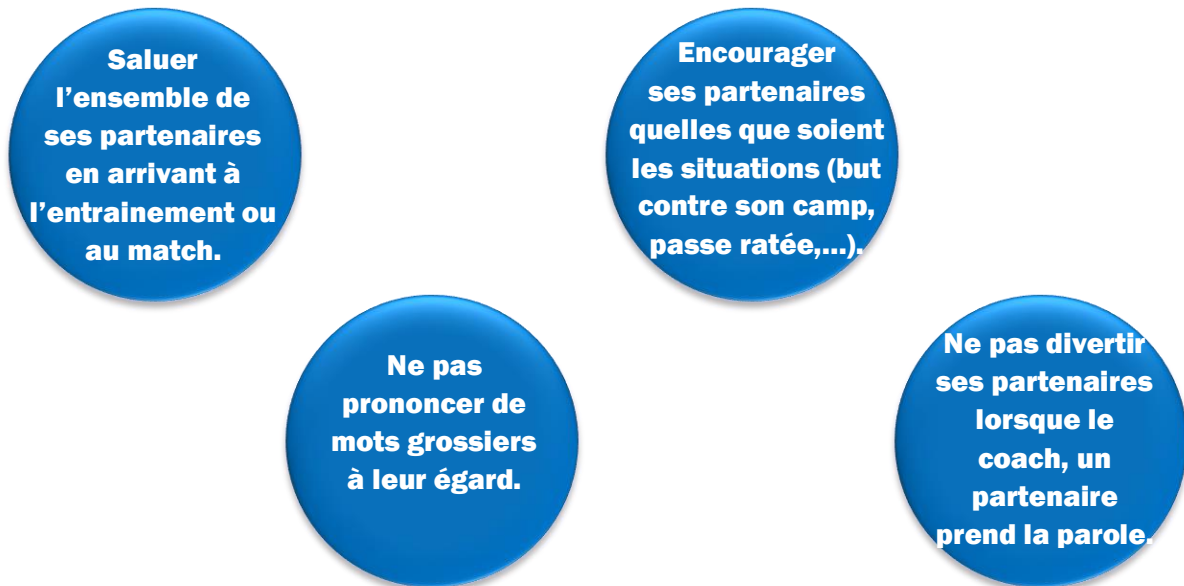 Saluer
l’ensemble de
ses partenaires
en arrivant à
l’entrainement ou
au match.
Ne pas
prononcer de
mots grossiers
à leur égard.
Encourager
ses partenaires
quelles que soient
les situations (but
contre son camp,
passe ratée,...).
Ne pas divertir
ses partenaires
lorsque le
coach, un
partenaire
prend la parole.